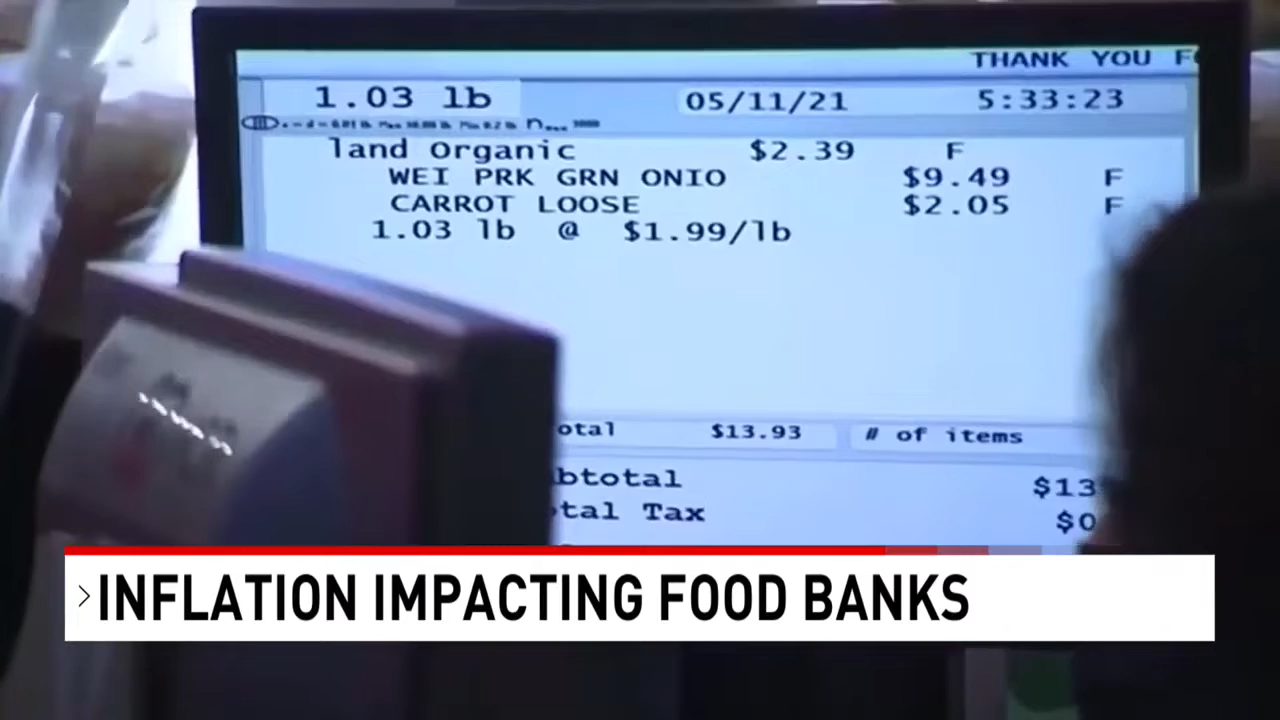 THANK YOU
1.03 lb 05/11/21 5:33:23
land Organic $2.39 F
WEI PRK GRN ONIO $9.49 F
CARROT LOOSE $2.05 F
1.03 lb @ $1.99/lb
otal $13.93 # of items
btotal $13
tal Tax $0
INFLATION IMPACTING FOOD BANKS